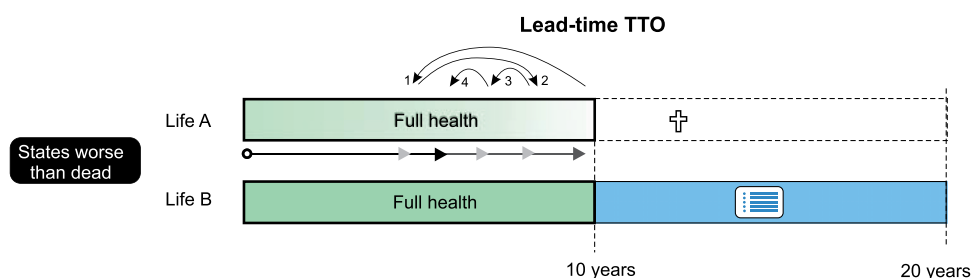 Lead-time TTO
1
4
3
2
Life A
Full health
States worse
than dead
Life B
Full health
10 years
20 years